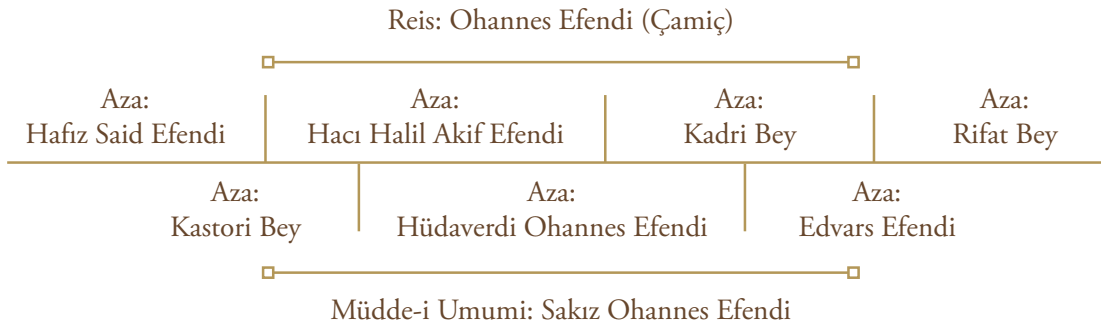 Reis: Ohannes Efendi (Çamiç)
Aza:
Hafız Said Efendi
Aza:
Hacı Halil Akif Efendi
Aza:
Kadri Bey
Aza:
Rifat Bey
Aza:
Kastori Bey
Aza:
Hüdaverdi Ohannes Efendi
Aza:
Edvars Efendi
Müdde-i Umumi: Sakız Ohannes Efendi